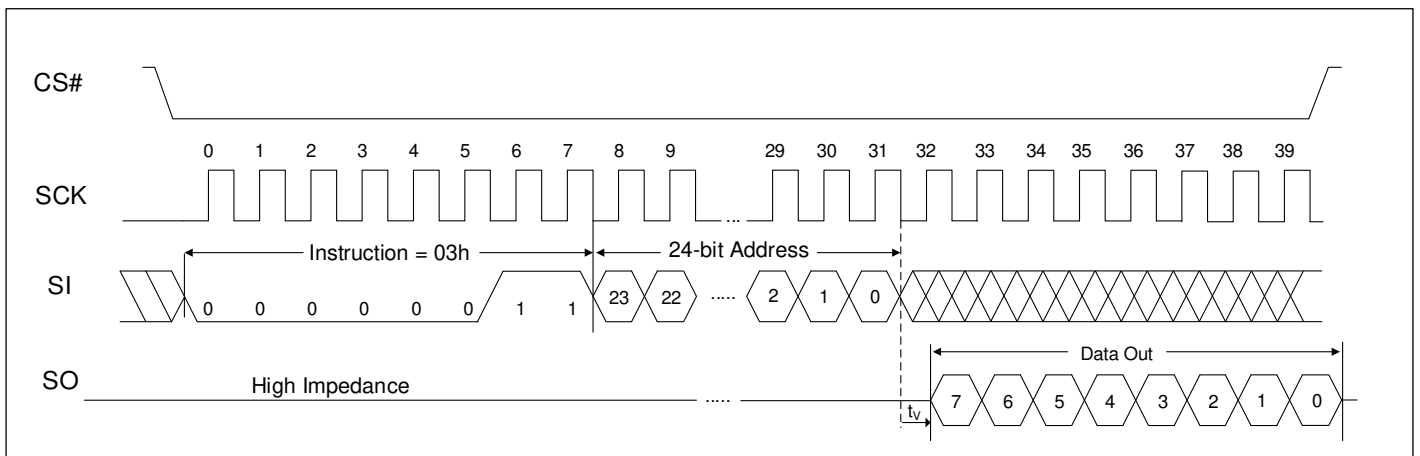 CS#
0 1 2 3 4 5 6 7 8 9 29 30 31 32 33 34 35 36 37 38 39
SCK
...
Instruction = 03h
24-bit Address
SI
0 0 0 0 0 0 1 1 23 22 ..... 2 1 0
Data Out
SO
High Impedance
.....
7 6 5 4 3 2 1 0
tV